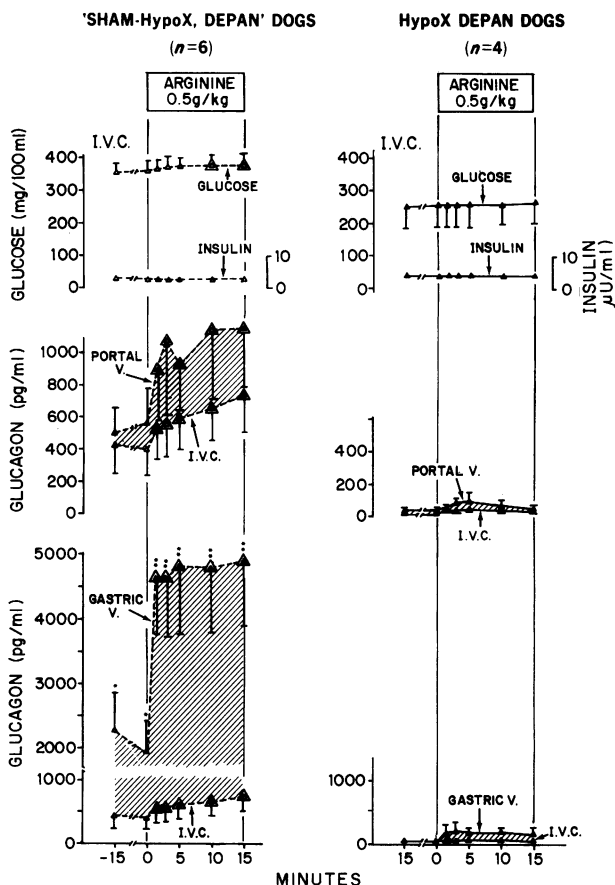 'SHAM-HypoX, DEPAN' DOGS
(n=6)
HypoX DEPAN DOGS
(n=4)
ARGININE
0.5g/kg
ARGININE
0.5g/kg
I.V.C.
I.V.C.
GLUCOSE (mg/100ml)
400
300
200
100
0
GLUCOSE
INSULIN
10
0
400
300
200
100
0
GLUCOSE
INSULIN
10
0
INSULIN
μU/ml)
GLUCAGON (pg/ml)
1000
800
600
400
200
0
PORTAL
V.
I.V.C.
400
200
0
PORTAL V.
I.V.C.
GLUCAGON (pg/ml)
5000
4000
3000
2000
1000
0
GASTRIC
V.
I.V.C.
1000
0
GASTRIC V.
I.V.C.
-15 0 5 10 15
15 0 5 10 15
MINUTES